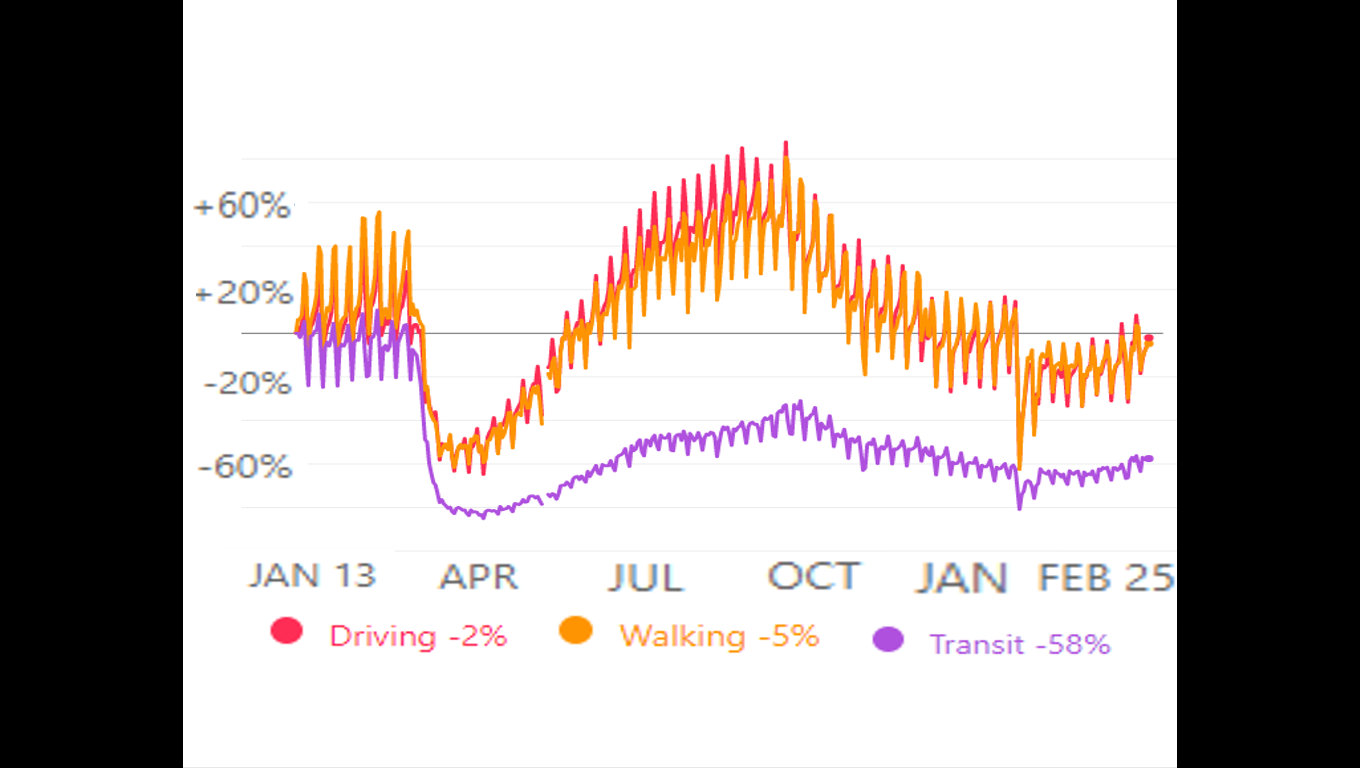 +60%
+20%
-20%
-60%
JAN 13 APR JUL OCT JAN FEB 25
Driving -2% Walking -5% Transit -58%